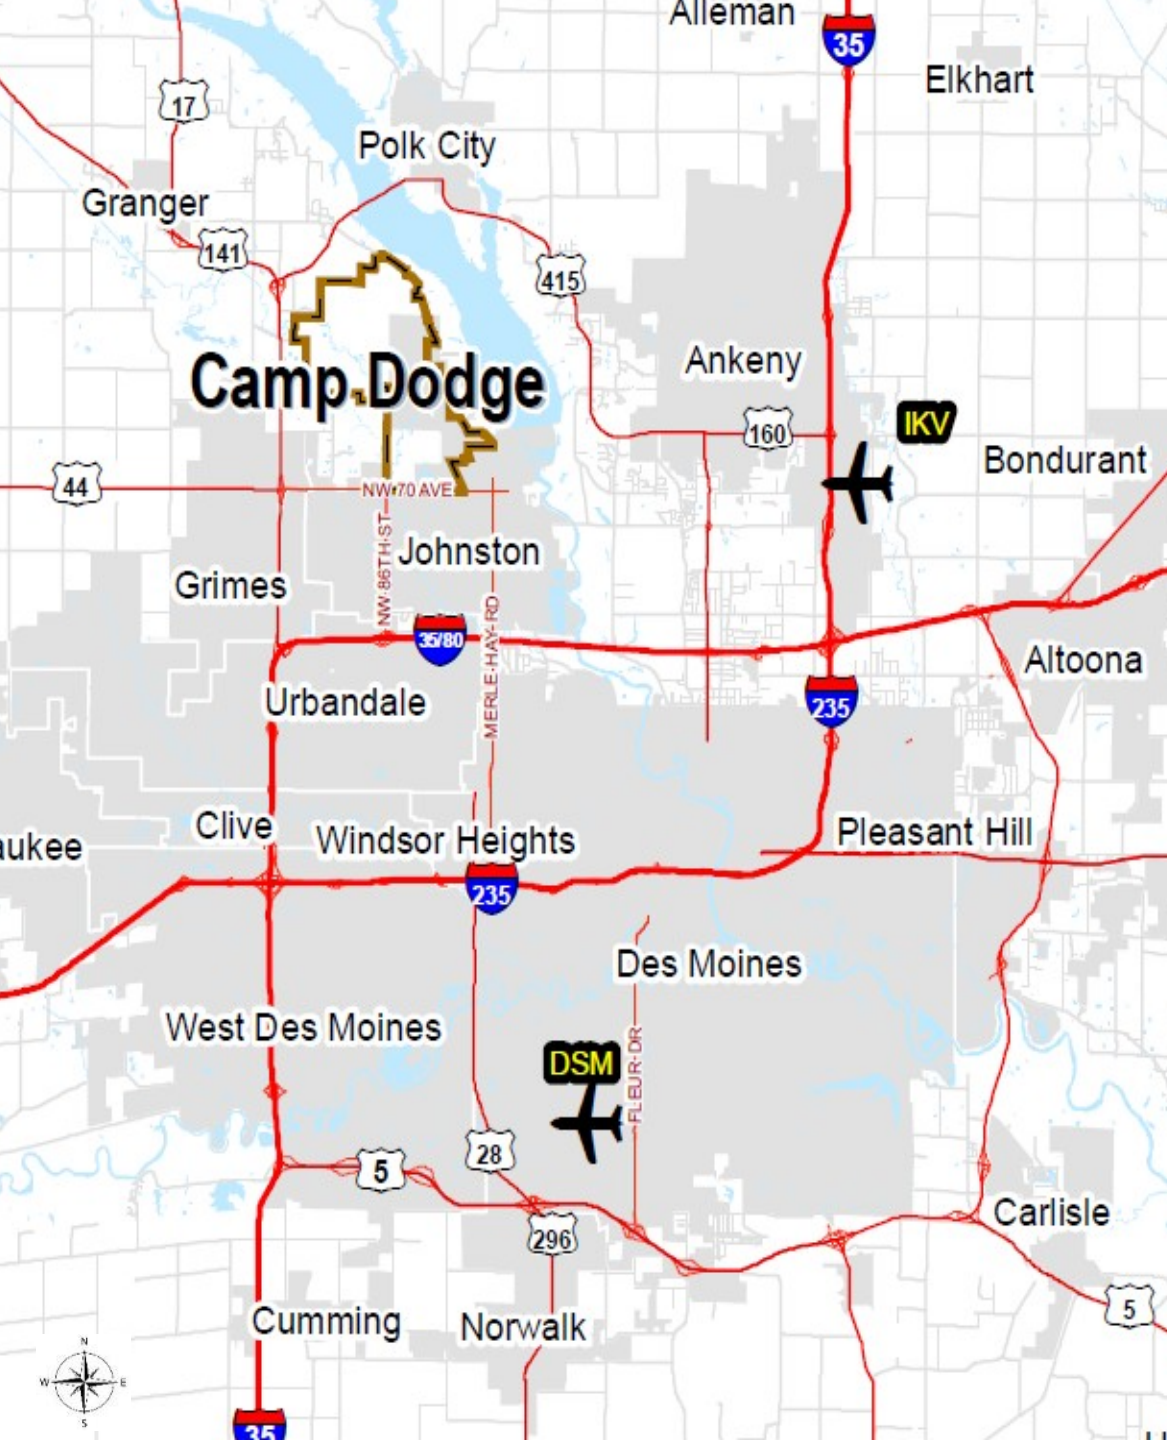 Alleman
35
Elkhart
17
Polk City
Granger
141
415
Camp Dodge
Ankeny
160
IKV
Bondurant
44
NW 70 AVE
NW 86TH ST
Johnston
Grimes
35/80
MERLE HAY RD
Altoona
Urbandale
235
Clive
Windsor Heights
Pleasant Hill
aukee
235
Des Moines
West Des Moines
DSM
FLEUR DR
28
5
296
Carlisle
5
Cumming
Norwalk
N
W
E
S
35